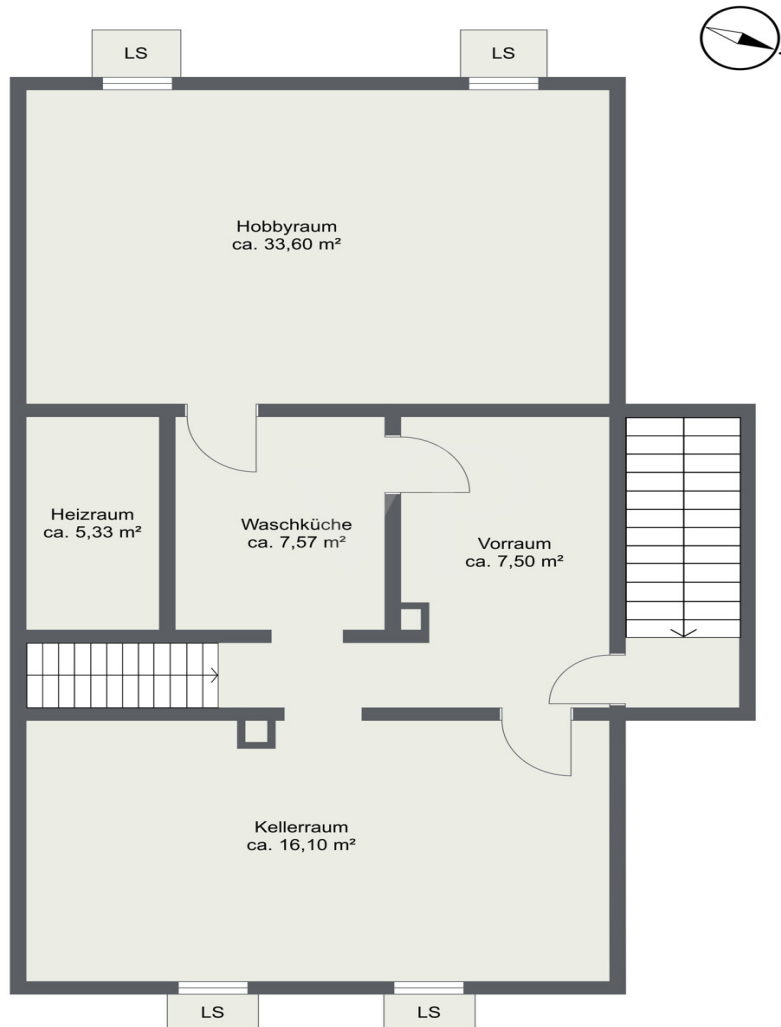 LS
LS
Hobbyraum
ca. 33,60 m²
Heizraum
ca. 5,33 m²
Waschküche
ca. 7,57 m²
Vorraum
ca. 7,50 m²
Kellerraum
ca. 16,10 m²
LS
LS